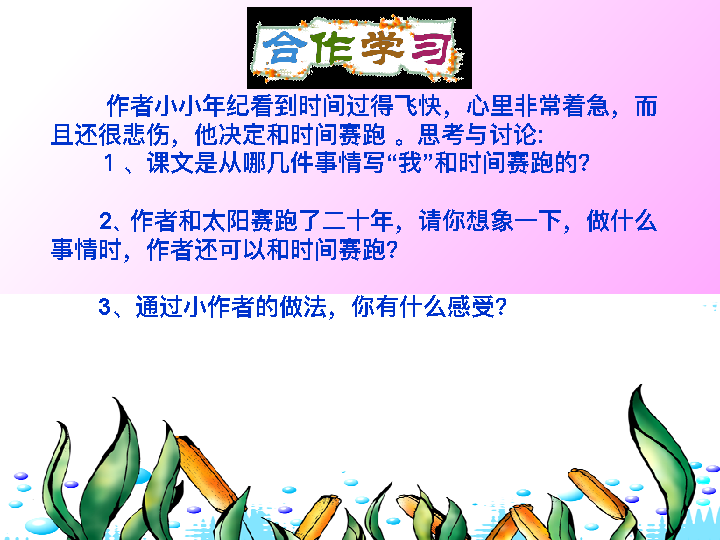 合作学习
作者小小年纪看到时间过得飞快，心里非常着急，而
且还很悲伤，他决定和时间赛跑 。思考与讨论:
1 、课文是从哪几件事情写“我”和时间赛跑的?
2、作者和太阳赛跑了二十年，请你想象一下，做什么
事情时，作者还可以和时间赛跑?
3、通过小作者的做法，你有什么感受?